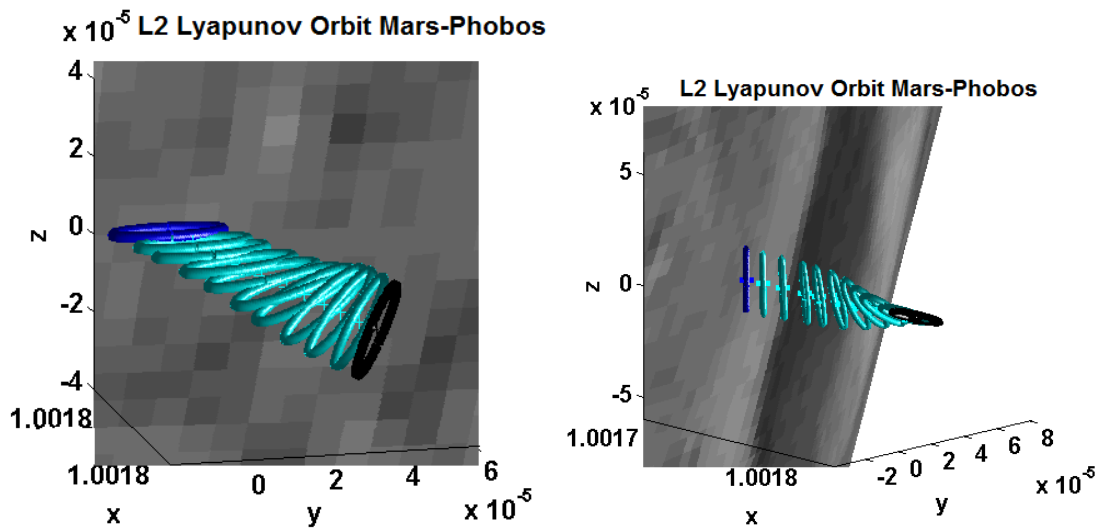 x 10⁻⁵ L2 Lyapunov Orbit Mars-Phobos
4
2
0
z
-2
-4
1.0018
1.0018
0
2
4
6
x 10⁻⁵
x
y
L2 Lyapunov Orbit Mars-Phobos
x 10⁻⁵
5
0
z
-5
1.0017
1.0018
-2
0
2
4
6
8
x 10⁻⁵
x
y